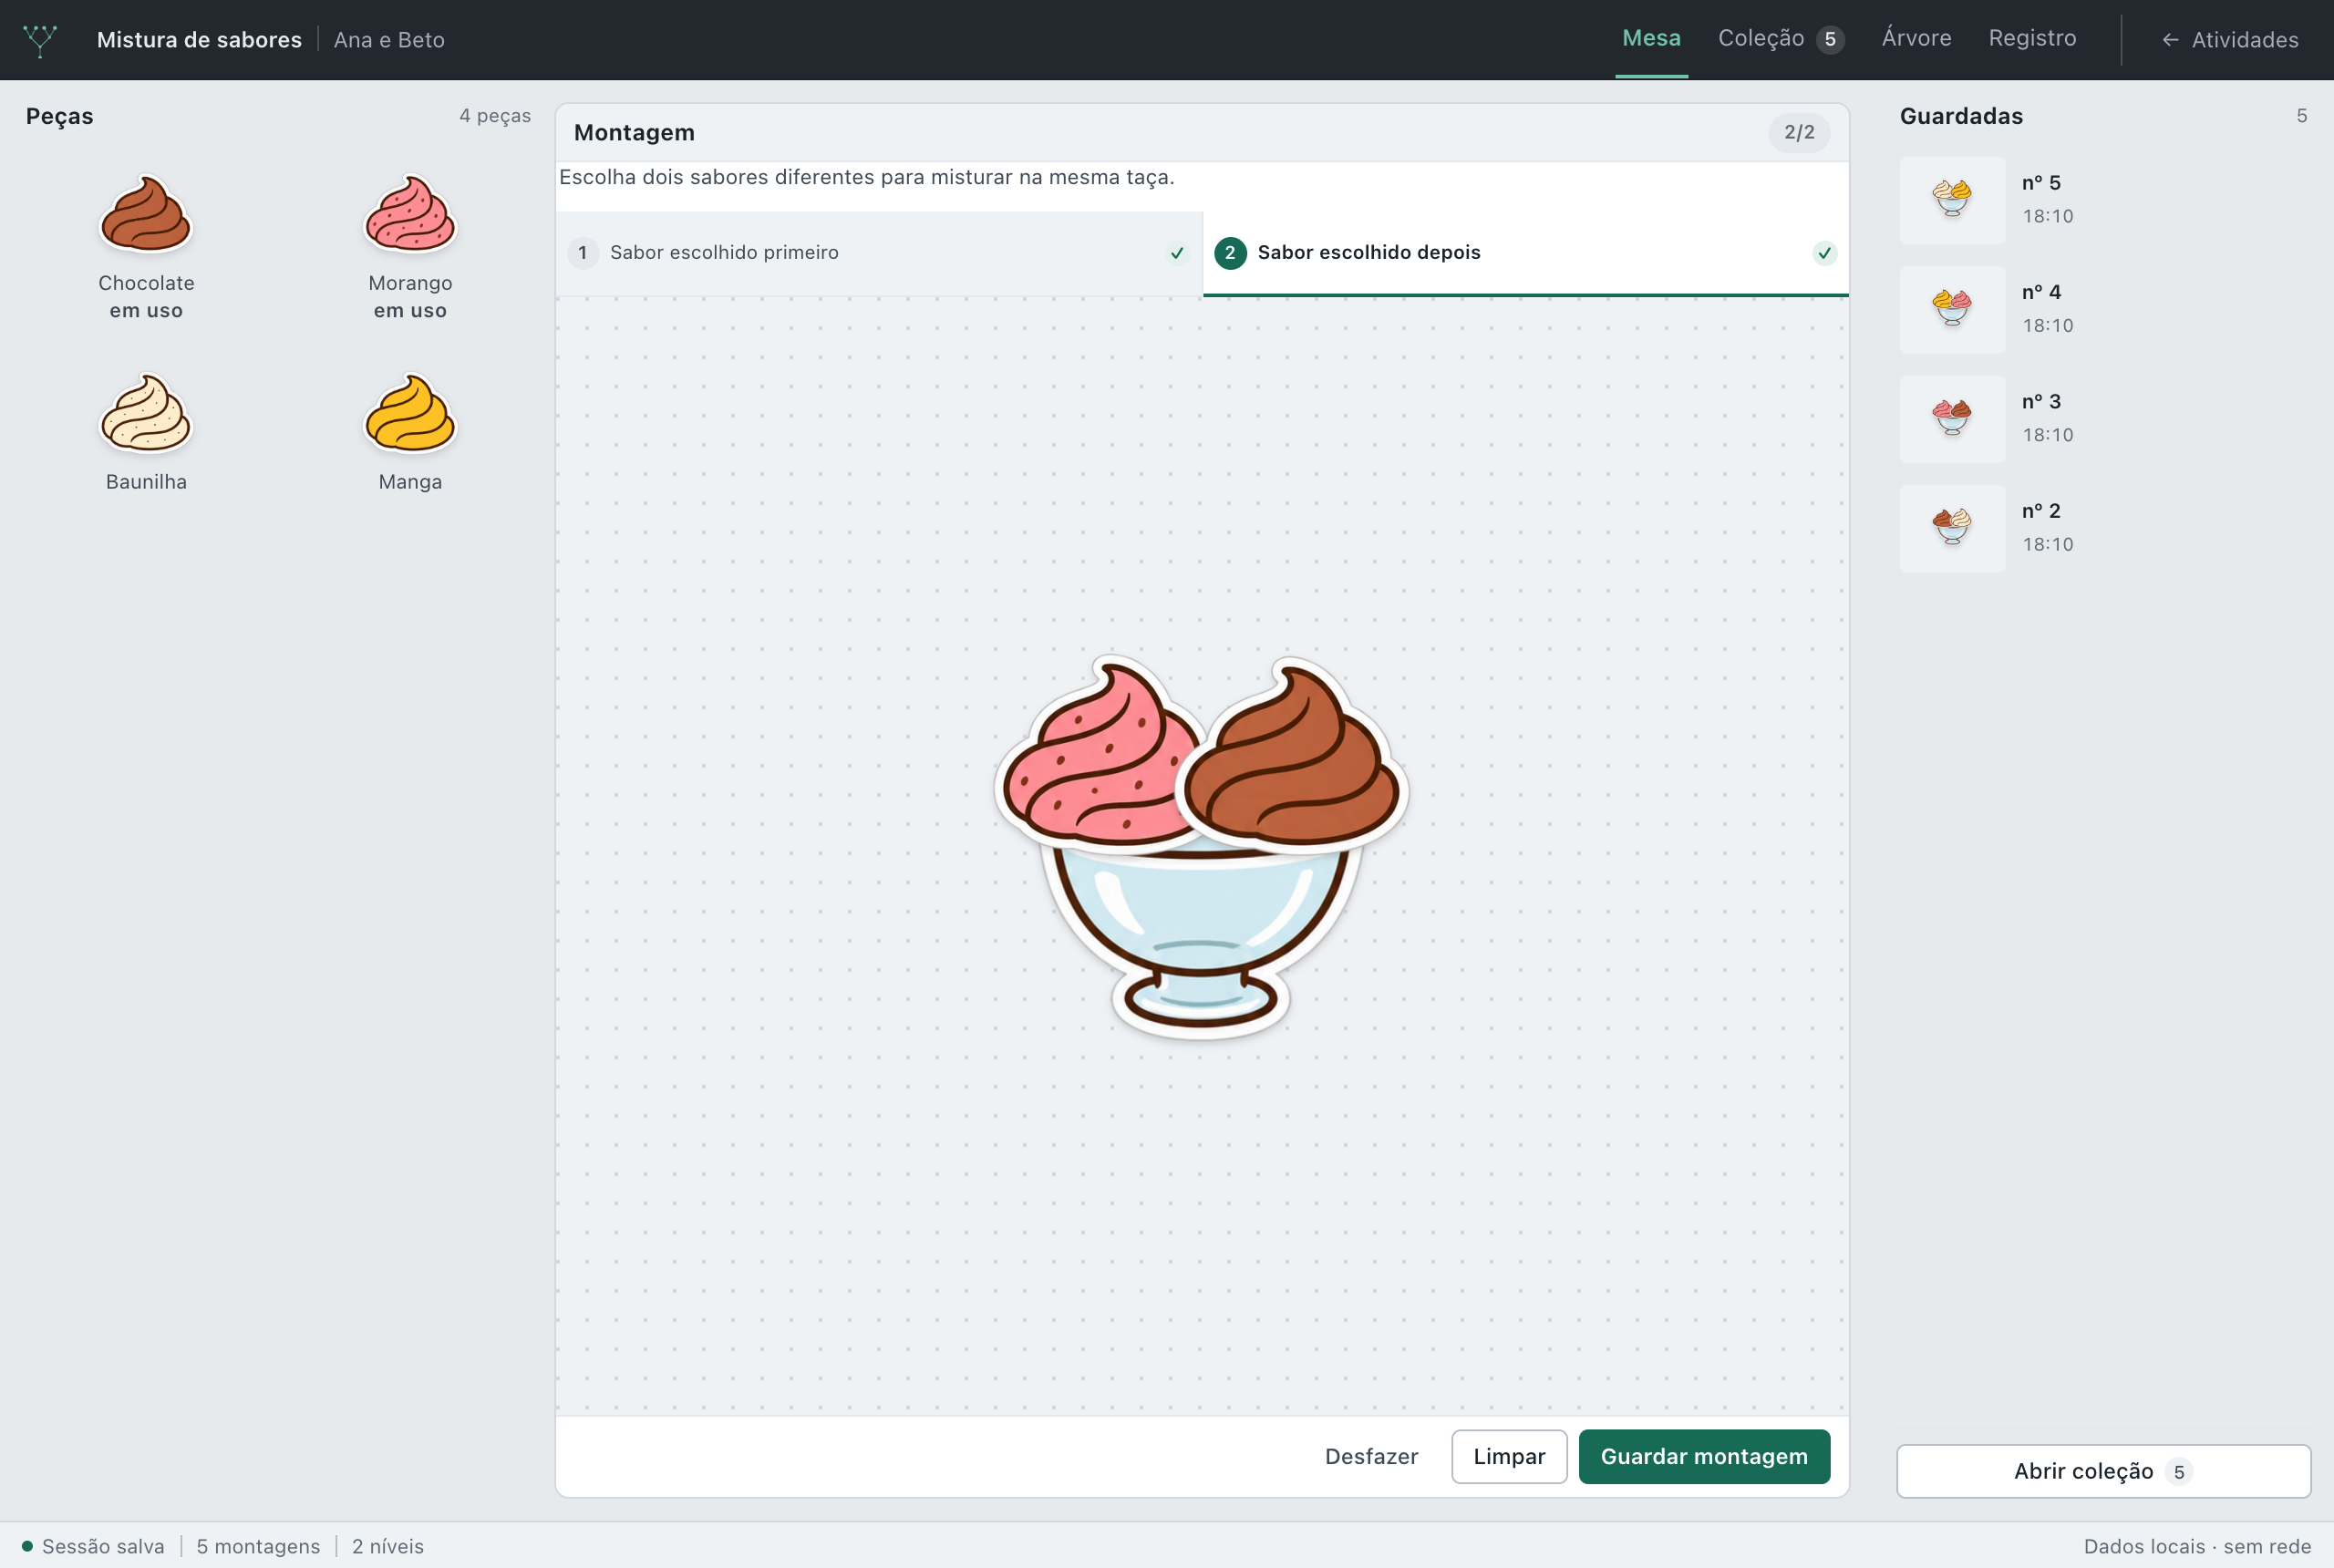 Mistura de sabores
Ana e Beto
Mesa
Coleção 5
Árvore
Registro
← Atividades
Peças
4 peças
Chocolate
em uso
Morango
em uso
Baunilha
Manga
Montagem
2/2
Escolha dois sabores diferentes para misturar na mesma taça.
1 Sabor escolhido primeiro
2 Sabor escolhido depois
Desfazer
Limpar
Guardar montagem
Guardadas
5
nº 5
18:10
nº 4
18:10
nº 3
18:10
nº 2
18:10
Abrir coleção 5
Sessão salva
5 montagens
2 níveis
Dados locais · sem rede